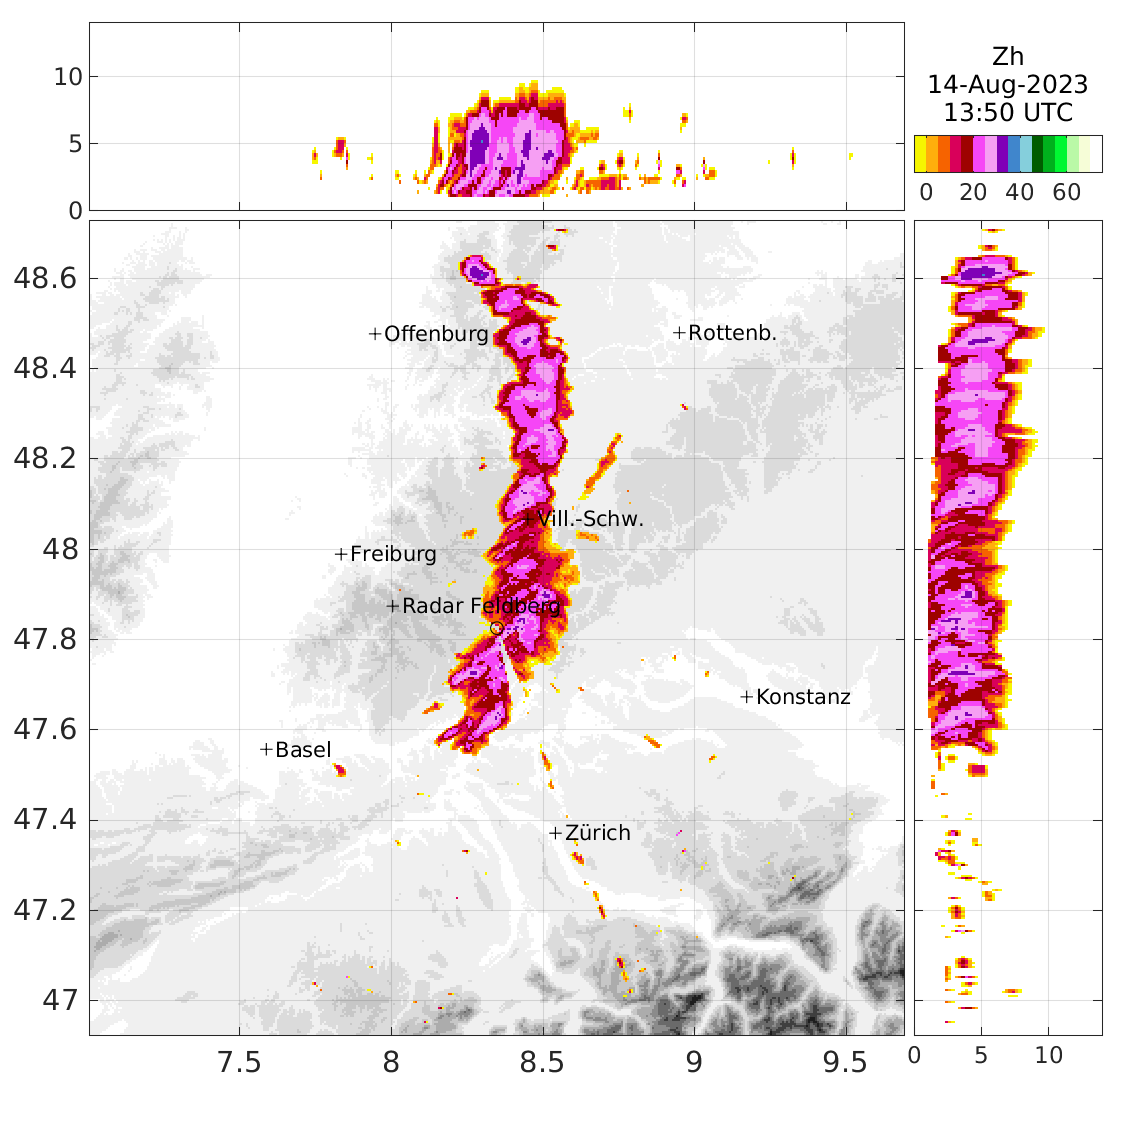 10
5
0
Zh
14-Aug-2023
13:50 UTC
0 20 40 60
48.6
+Offenburg
+Rottenb.
48.4
48.2
+Vill.-Schw.
48
+Freiburg
+Radar Feldberg
47.8
+Konstanz
47.6
+Basel
47.4
+Zürich
47.2
47
7.5 8 8.5 9 9.5
0 5 10